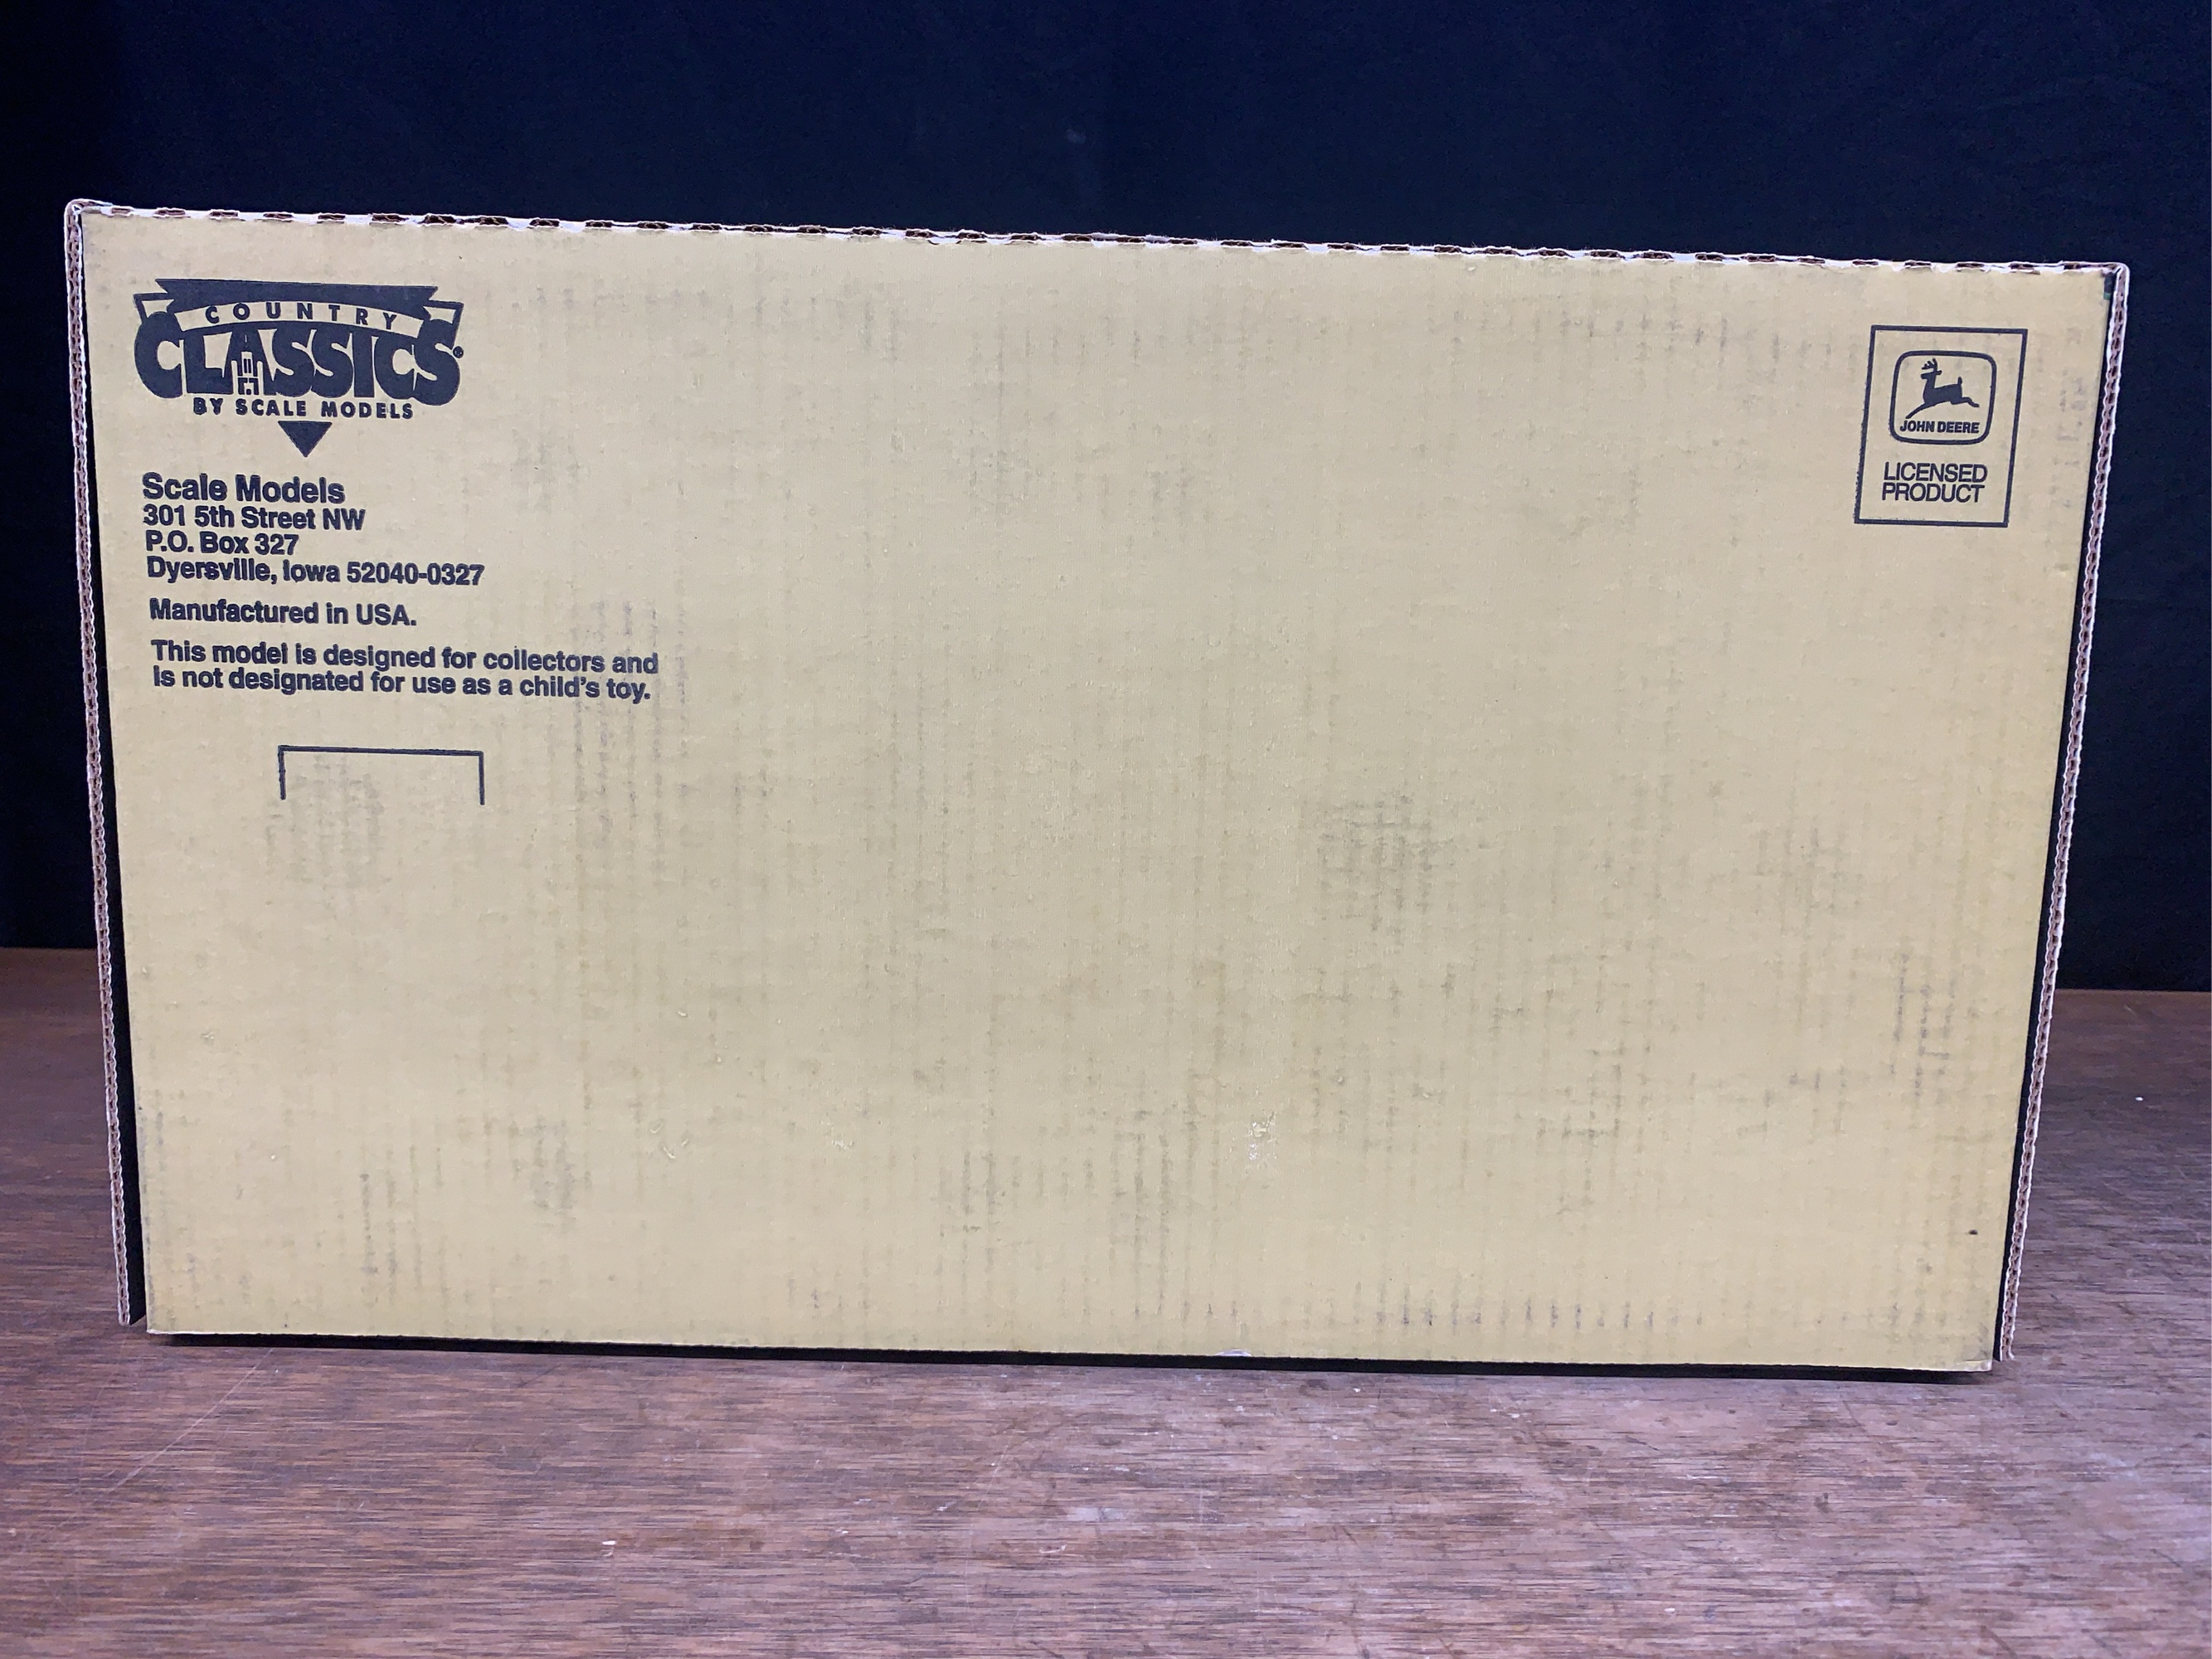 COUNTRY
CLASSICS®
BY SCALE MODELS
Scale Models
301 5th Street NW
P.O. Box 327
Dyersville, Iowa 52040-0327
Manufactured in USA.
This model is designed for collectors and
is not designated for use as a child's toy.
JOHN DEERE
LICENSED
PRODUCT